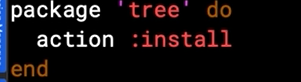 package 'tree' do
  action :install
end